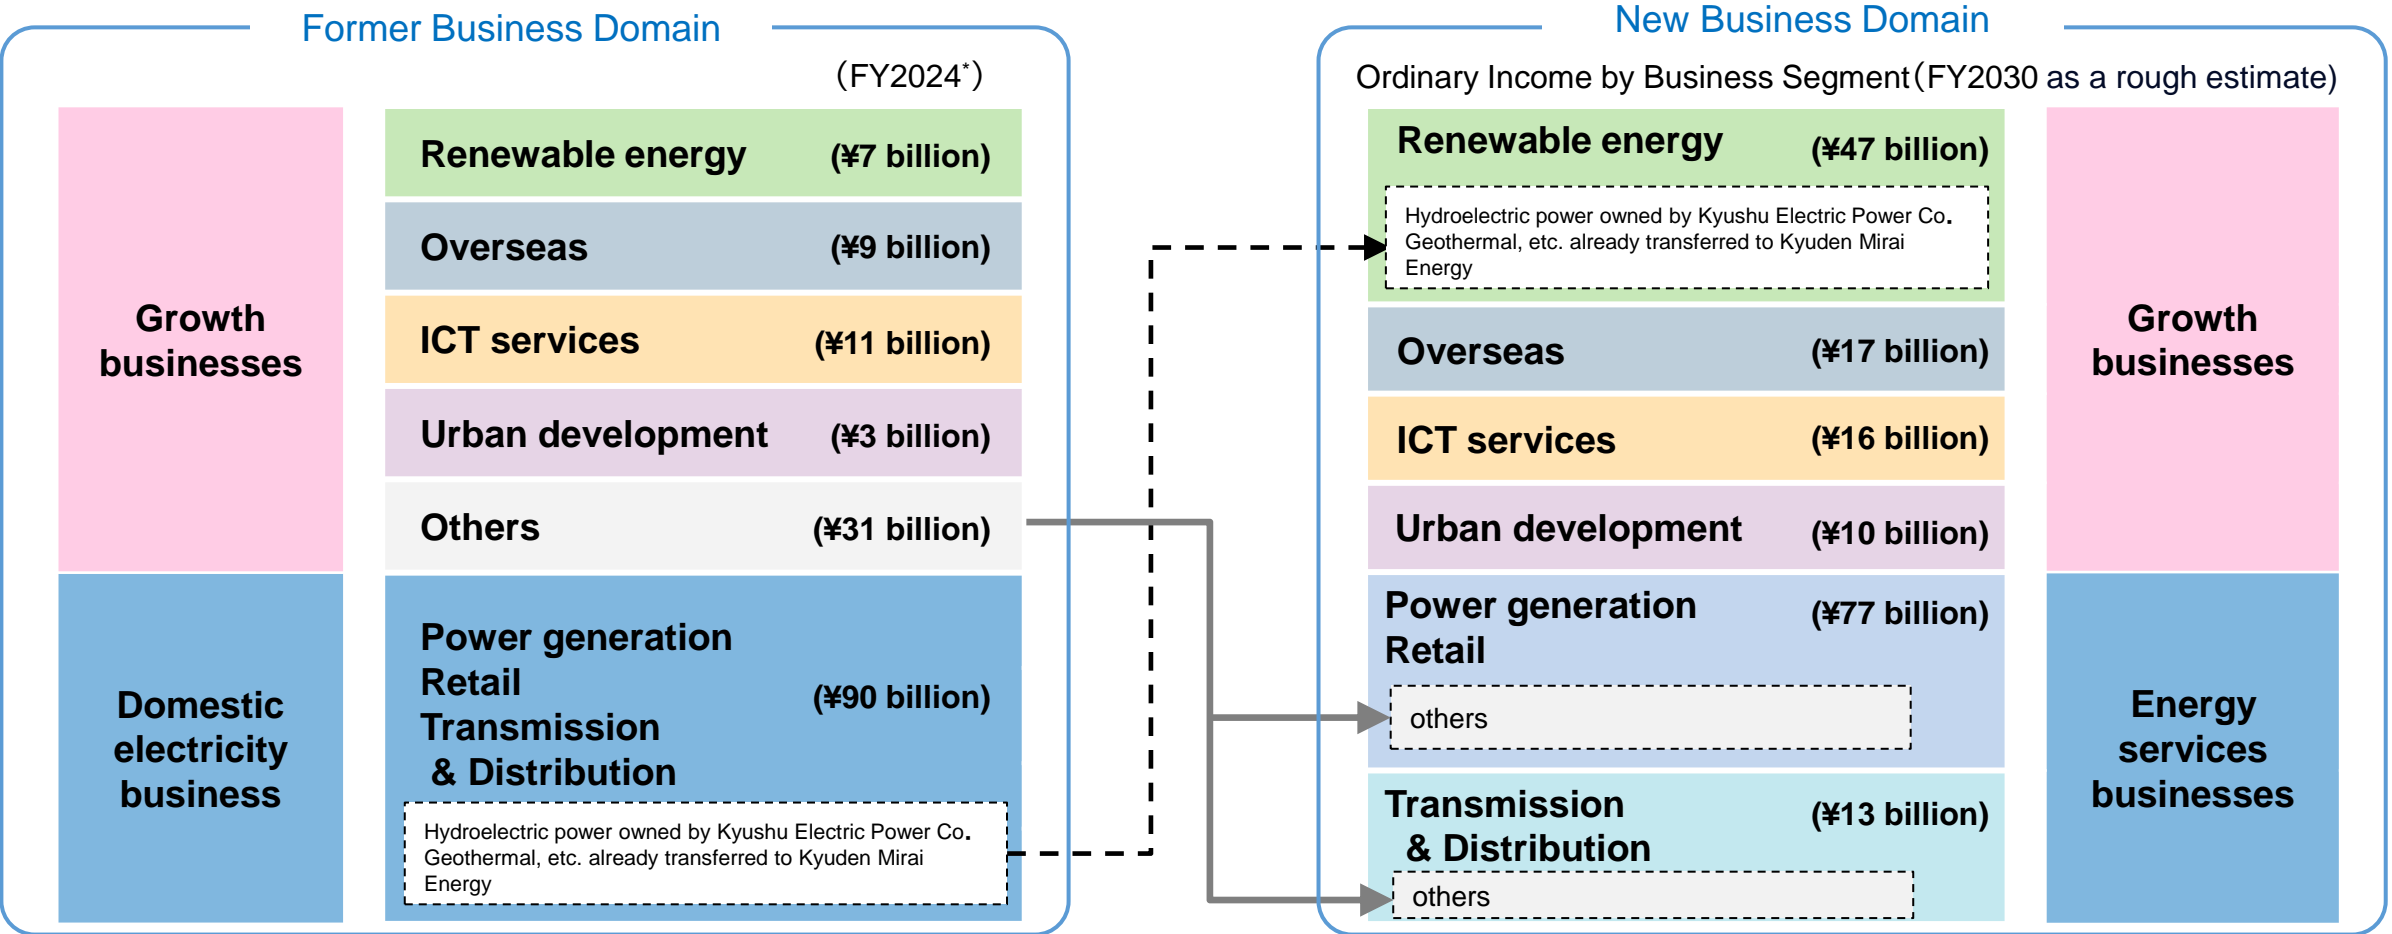 Former Business Domain
(FY2024*)
Growth
businesses
Renewable energy (¥7 billion)
Overseas (¥9 billion)
ICT services (¥11 billion)
Urban development (¥3 billion)
Others (¥31 billion)
Domestic
electricity
business
Power generation
Retail
Transmission
& Distribution
(¥90 billion)
Hydroelectric power owned by Kyushu Electric Power Co.
Geothermal, etc. already transferred to Kyuden Mirai
Energy
New Business Domain
Ordinary Income by Business Segment (FY2030 as a rough estimate)
Renewable energy (¥47 billion)
Hydroelectric power owned by Kyushu Electric Power Co.
Geothermal, etc. already transferred to Kyuden Mirai
Energy
Overseas (¥17 billion)
ICT services (¥16 billion)
Urban development (¥10 billion)
Growth
businesses
Power generation (¥77 billion)
Retail
others
Transmission (¥13 billion)
& Distribution
others
Energy
services
businesses